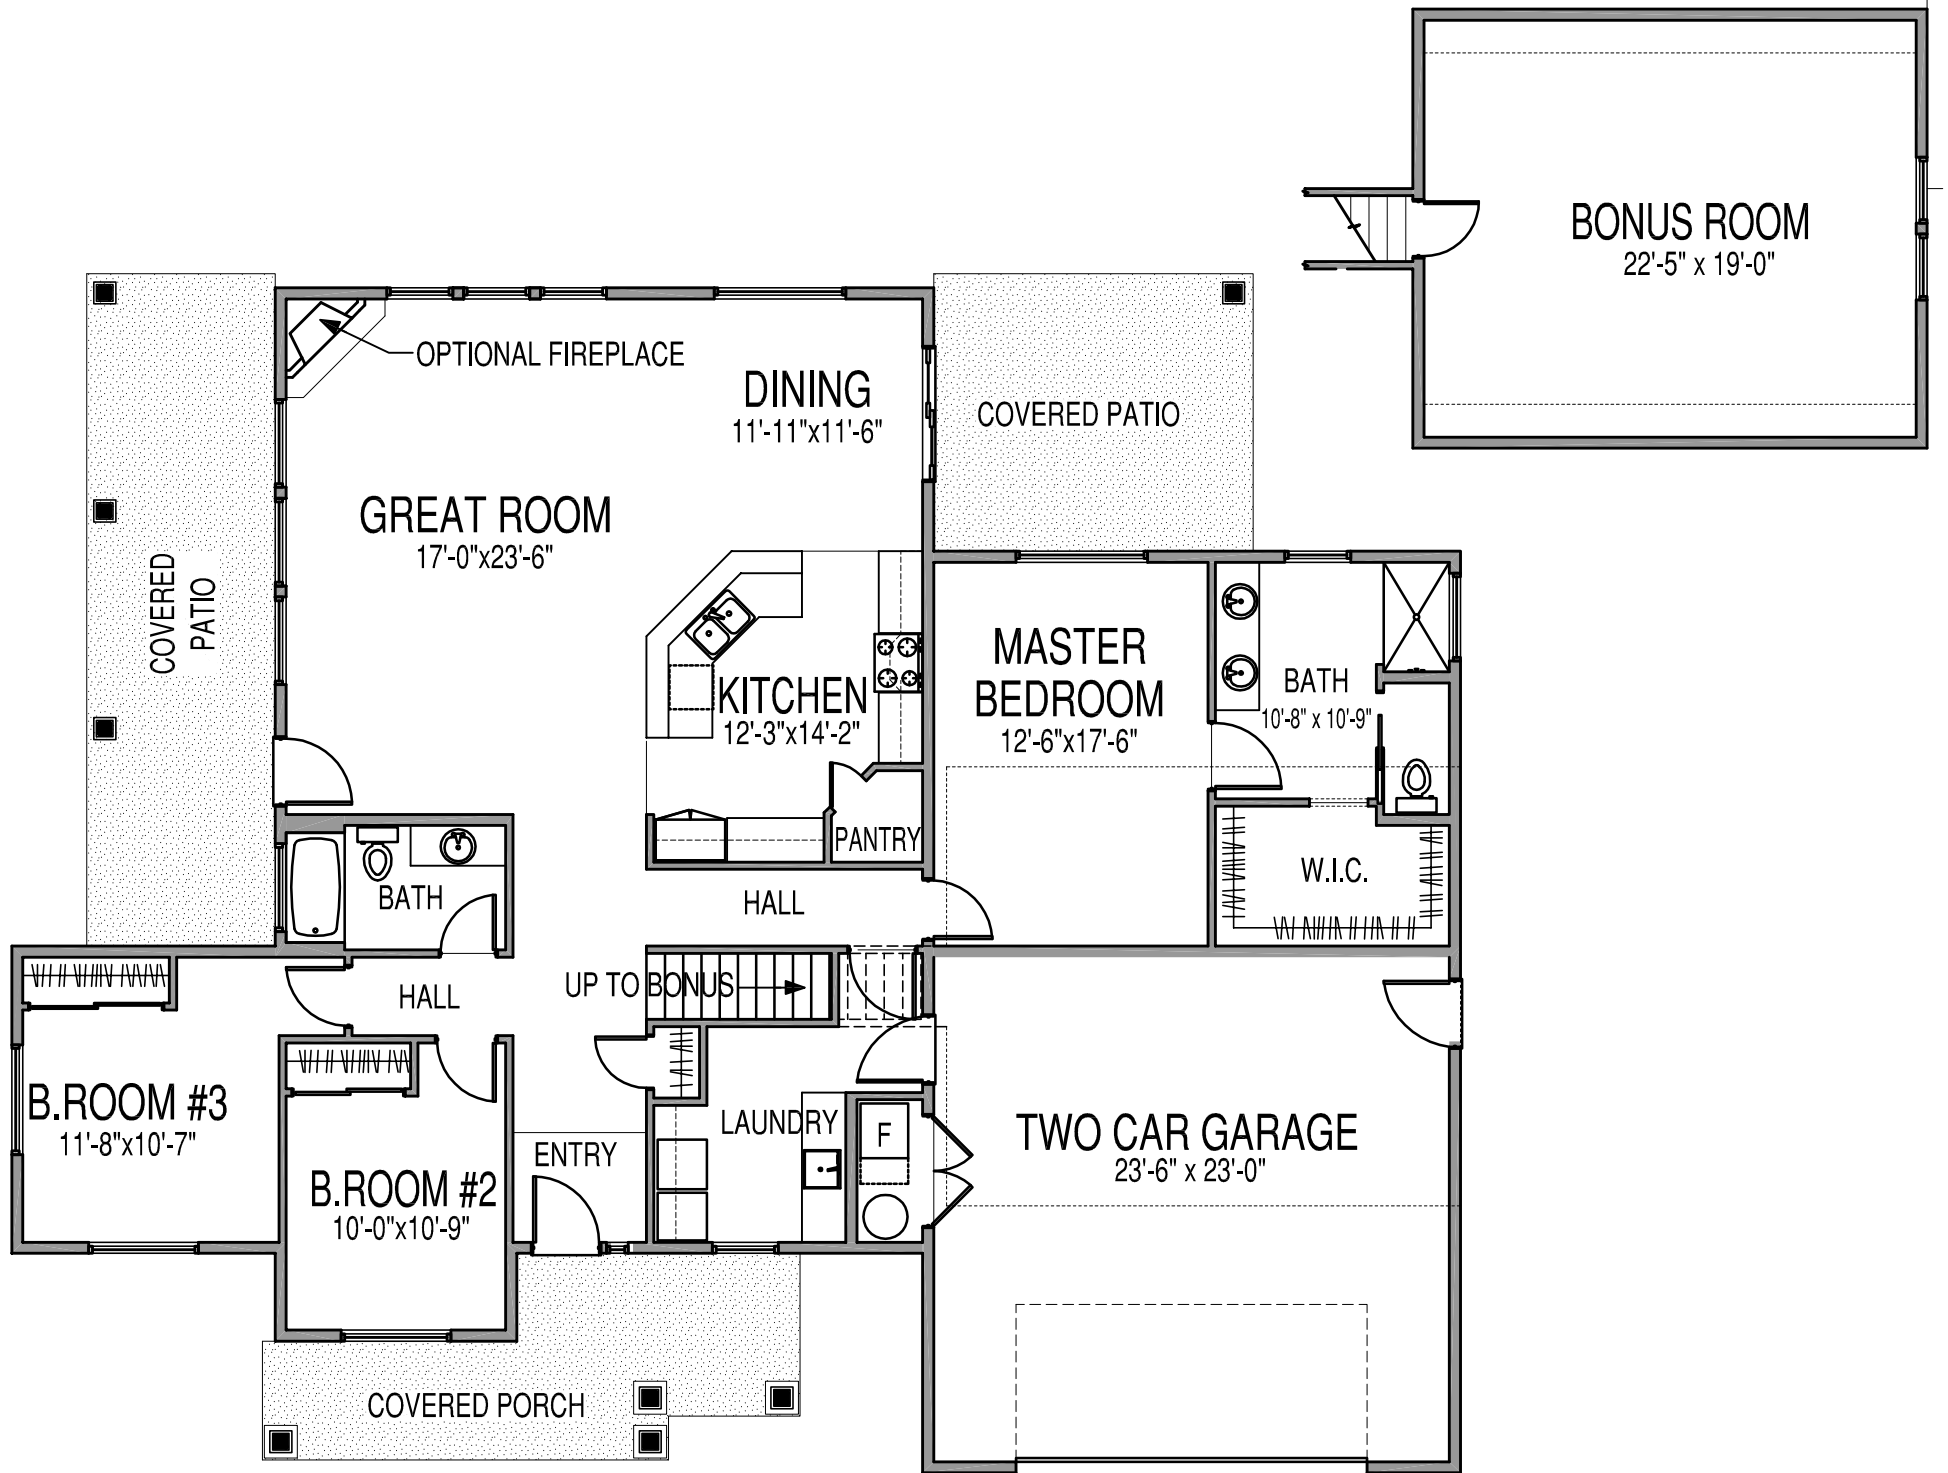 BONUS ROOM
22'-5" x 19'-0"
OPTIONAL FIREPLACE
DINING
11'-11"x11'-6"
COVERED PATIO
GREAT ROOM
17'-0"x23'-6"
COVERED
PATIO
KITCHEN
12'-3"x14'-2"
MASTER
BEDROOM
12'-6"x17'-6"
BATH
10'-8" x 10'-9"
PANTRY
W.I.C.
BATH
HALL
UP TO BONUS
HALL
B.ROOM #3
11'-8"x10'-7"
B.ROOM #2
10'-0"x10'-9"
ENTRY
LAUNDRY
F
TWO CAR GARAGE
23'-6" x 23'-0"
COVERED PORCH